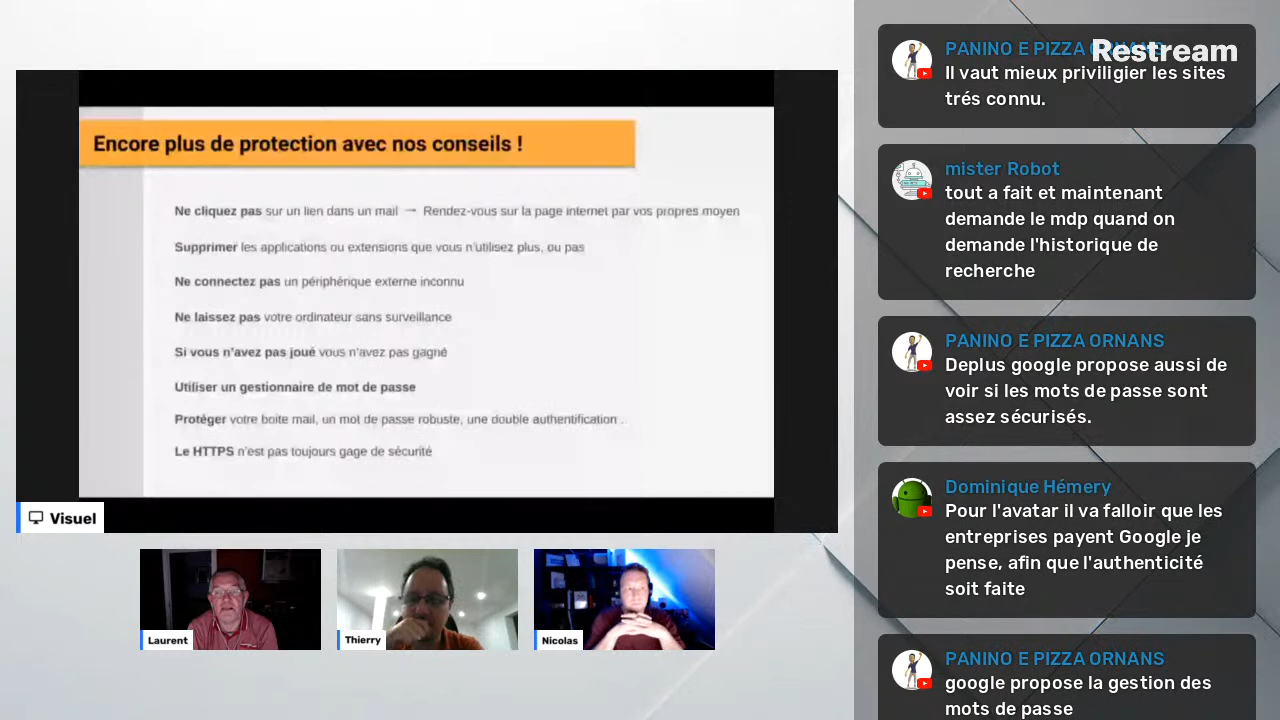 Encore plus de protection avec nos conseils !
Ne cliquez pas sur un lien dans un mail → Rendez-vous sur la page internet par vos propres moyen
Supprimer les applications ou extensions que vous n'utilisez plus, ou pas
Ne connectez pas un périphérique externe inconnu
Ne laissez pas votre ordinateur sans surveillance
Si vous n'avez pas joué vous n'avez pas gagné
Utiliser un gestionnaire de mot de passe
Protéger votre boite mail, un mot de passe robuste, une double authentification ..
Le HTTPS n'est pas toujours gage de sécurité
Visuel
Laurent
Thierry
Nicolas
Restream
PANINO E PIZZA ORNANS
Il vaut mieux priviligier les sites
trés connu.
mister Robot
tout a fait et maintenant
demande le mdp quand on
demande l'historique de
recherche
PANINO E PIZZA ORNANS
Deplus google propose aussi de
voir si les mots de passe sont
assez sécurisés.
Dominique Hémery
Pour l'avatar il va falloir que les
entreprises payent Google je
pense, afin que l'authenticité
soit faite
PANINO E PIZZA ORNANS
google propose la gestion des
mots de passe